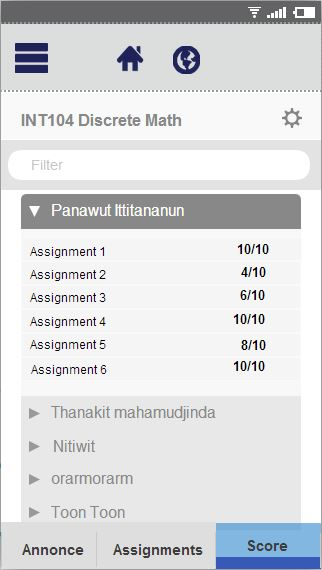 INT104 Discrete Math
Filter
▼ Panawut Ittitananun
Assignment 1 10/10
Assignment 2 4/10
Assignment 3 6/10
Assignment 4 10/10
Assignment 5 8/10
Assignment 6 10/10
▶ Thanakit mahamudjinda
▶ Nitiwit
▶ orarmorarm
▶ Toon Toon
Annonce Assignments Score